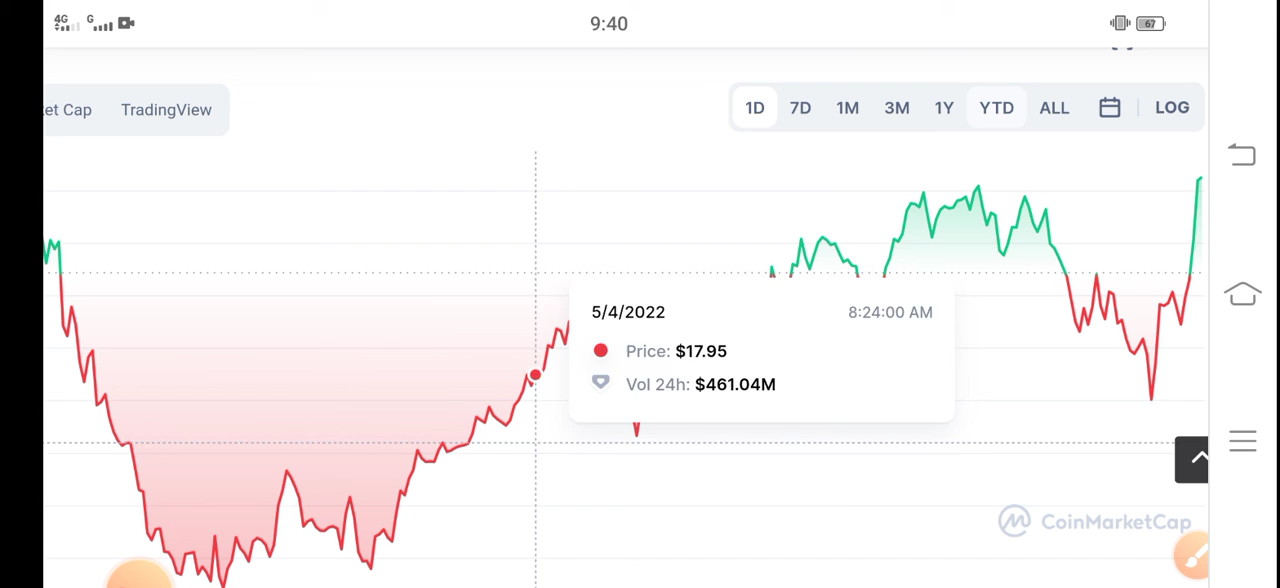 4G G 9:40 67
et Cap TradingView 1D 7D 1M 3M 1Y YTD ALL LOG
5/4/2022 8:24:00 AM
Price: $17.95
Vol 24h: $461.04M
CoinMarketCap